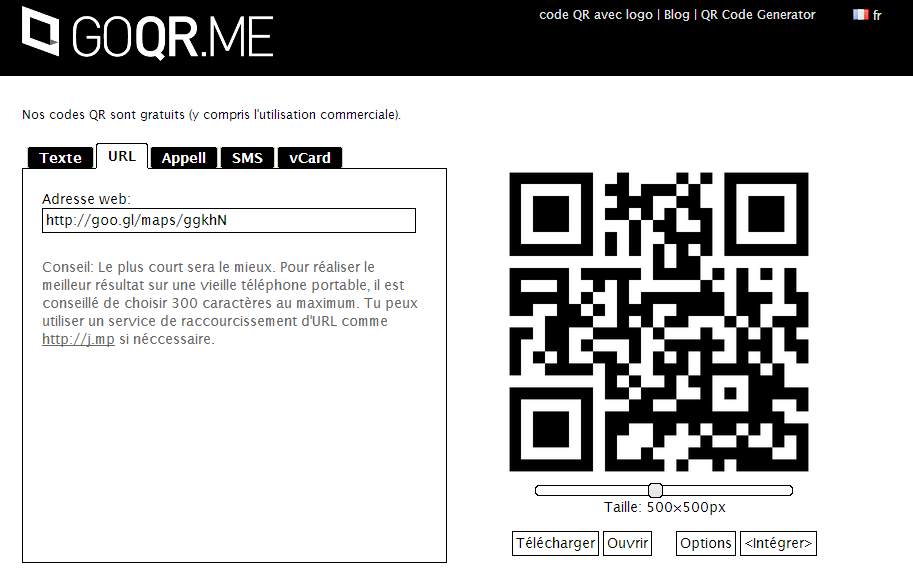 GOQR.ME
code QR avec logo | Blog | QR Code Generator
fr
Nos codes QR sont gratuits (y compris l'utilisation commerciale).
Texte URL Appell SMS vCard
Adresse web:
http://goo.gl/maps/ggkhN
Conseil: Le plus court sera le mieux. Pour réaliser le
meilleur résultat sur une vieille téléphone portable, il est
conseillé de choisir 300 caractères au maximum. Tu peux
utiliser un service de raccourcissement d'URL comme
http://j.mp si néccessaire.
Taille: 500×500px
Télécharger Ouvrir Options <Intégrer>